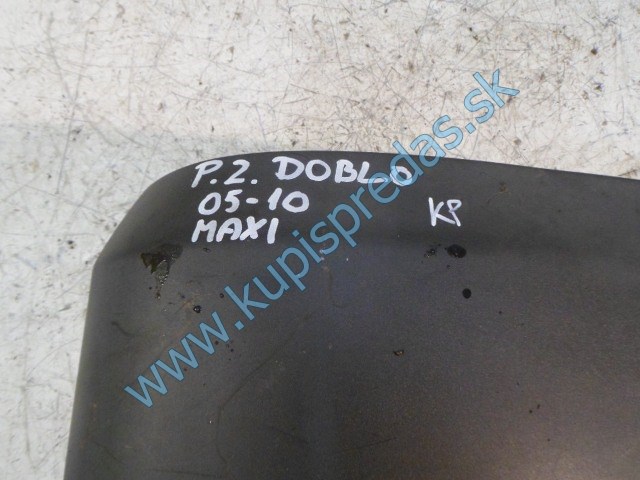 P.Z. DOBLO
05-10
MAXI
KP
www.kupispredas.sk